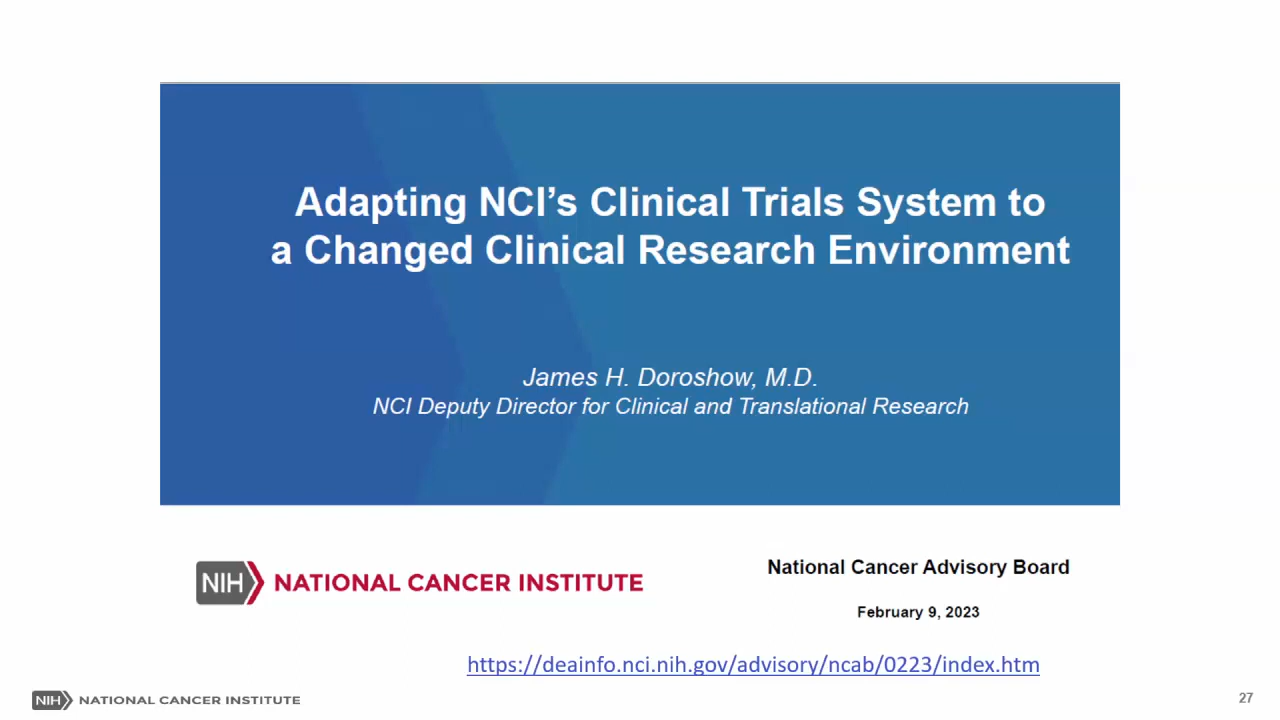 Adapting NCI's Clinical Trials System to
a Changed Clinical Research Environment
James H. Doroshow, M.D.
NCI Deputy Director for Clinical and Translational Research
NIH NATIONAL CANCER INSTITUTE
National Cancer Advisory Board
February 9, 2023
https://deainfo.nci.nih.gov/advisory/ncab/0223/index.htm
NIH NATIONAL CANCER INSTITUTE
27